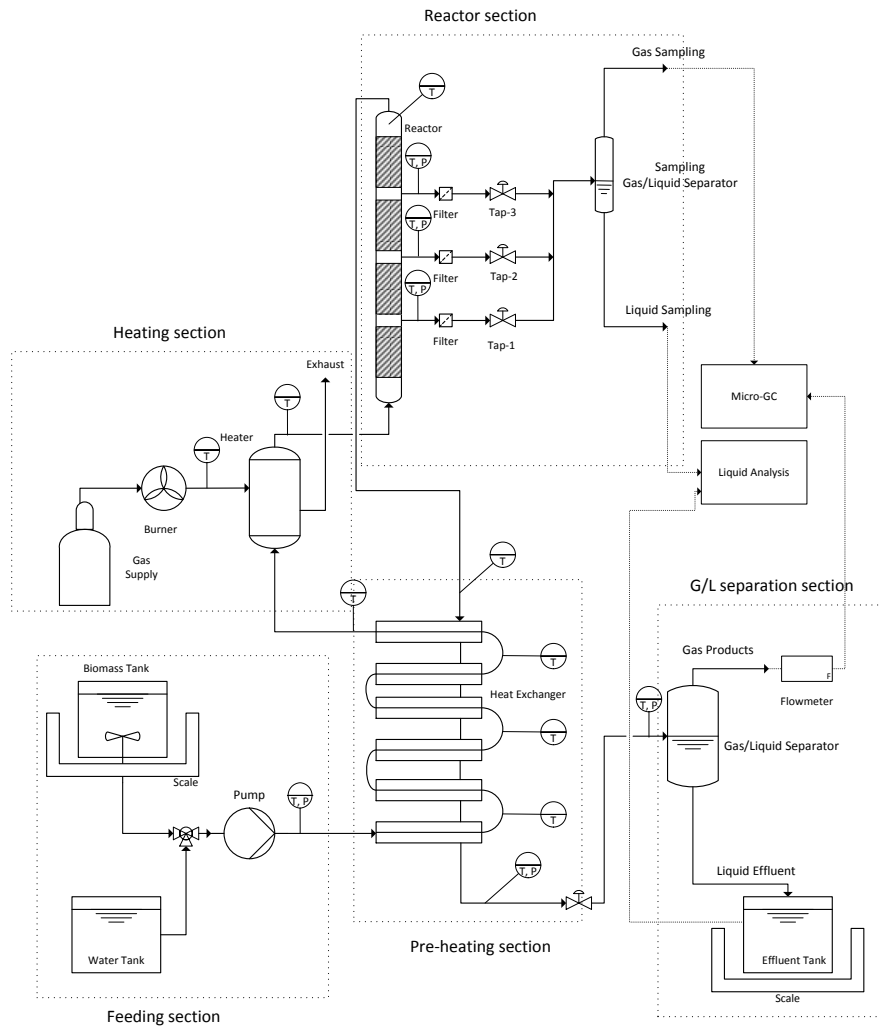 Reactor section
Gas Sampling
T
Reactor
T, P
Filter
Tap-3
Sampling
Gas/Liquid Separator
T, P
Filter
Tap-2
T, P
Filter
Tap-1
Liquid Sampling
Heating section
Exhaust
T
Heater
T
Burner
Gas
Supply
Micro-GC
Liquid Analysis
T
T
G/L separation section
Biomass Tank
Scale
Pump
T, P
Water Tank
Feeding section
T
Heat Exchanger
T
T
T, P
Pre-heating section
T, P
Gas Products
F
Flowmeter
Gas/Liquid Separator
Liquid Effluent
Effluent Tank
Scale